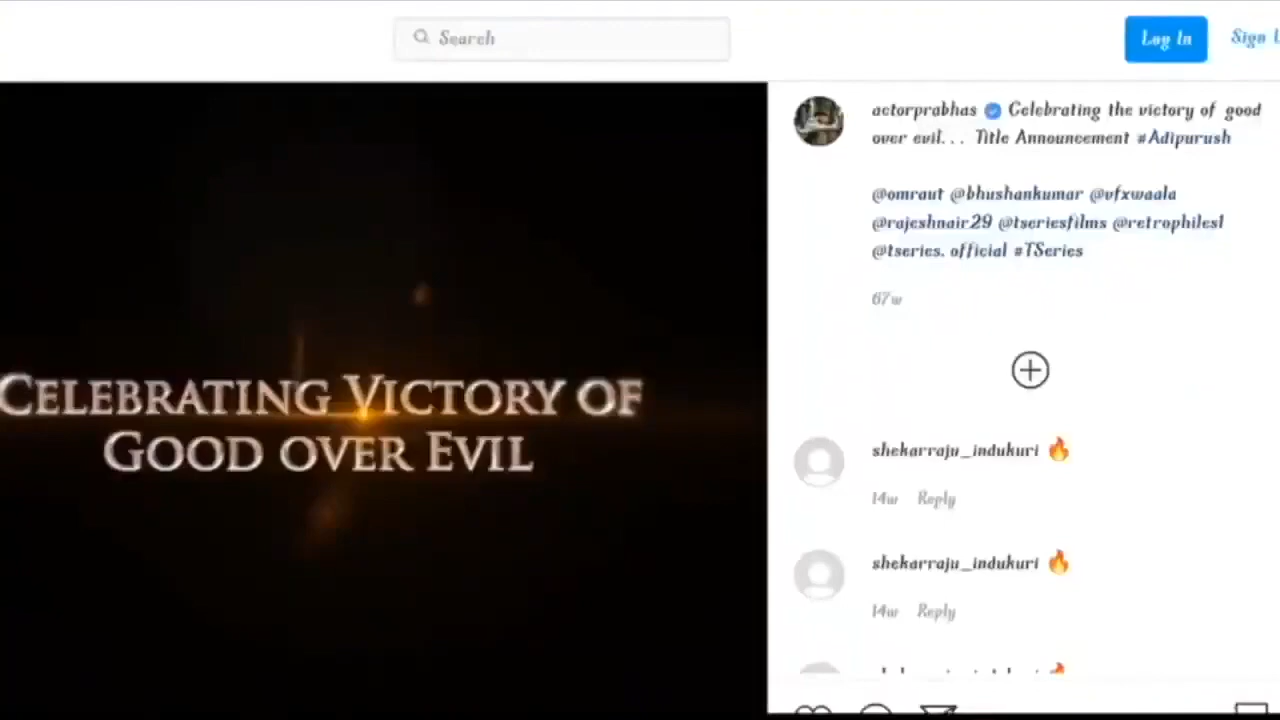 Search
Log In
Sign
CELEBRATING VICTORY OF
GOOD OVER EVIL
actorprabhas Celebrating the victory of good
over evil... Title Announcement #Adipurush
@omraut @bhushankumar @vfxwaala
@rajeshnair29 @tseriesfilms @retrophiles1
@tseries. official #TSeries
67w
shekarraju_indukuri 🔥
14w Reply
shekarraju_indukuri 🔥
14w Reply